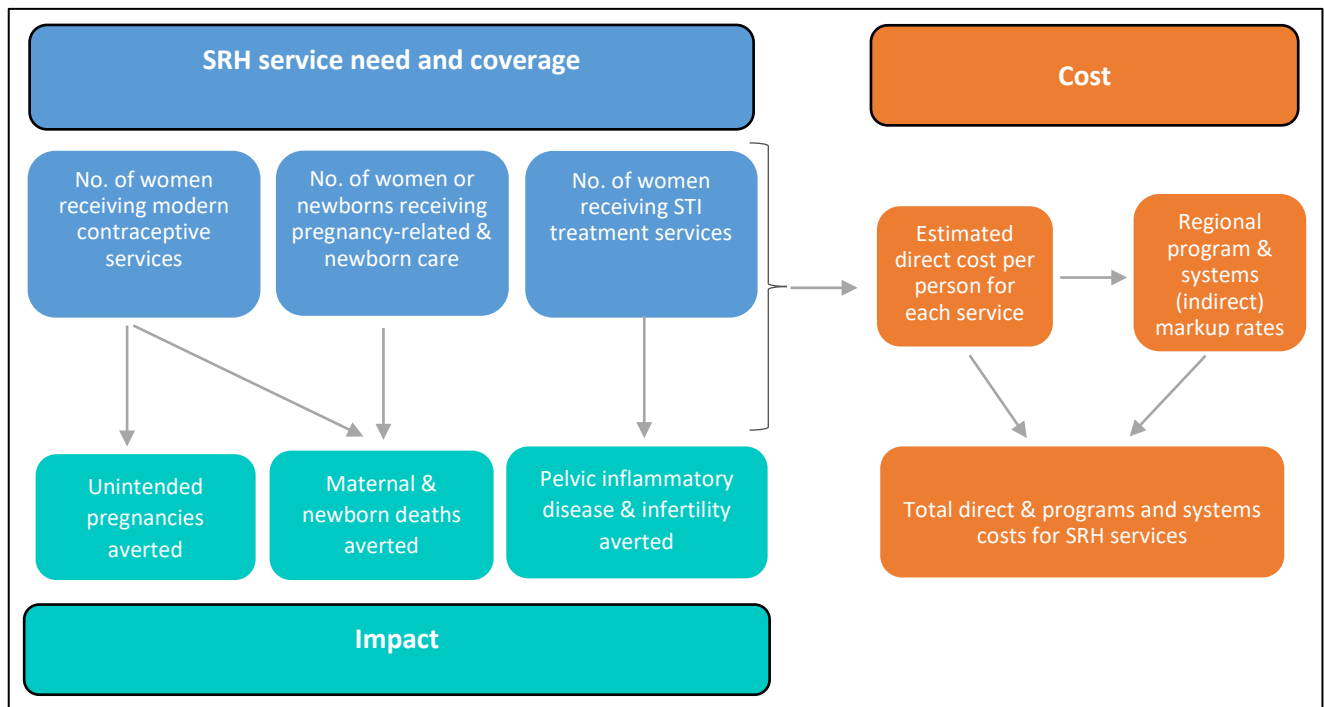 SRH service need and coverage
Cost
No. of women
receiving modern
contraceptive
services
No. of women or
newborns receiving
pregnancy-related &
newborn care
No. of women
receiving STI
treatment services
Estimated
direct cost per
person for
each service
Regional
program &
systems
(indirect)
markup rates
Unintended
pregnancies
averted
Maternal &
newborn deaths
averted
Pelvic inflammatory
disease & infertility
averted
Total direct & programs and systems
costs for SRH services
Impact